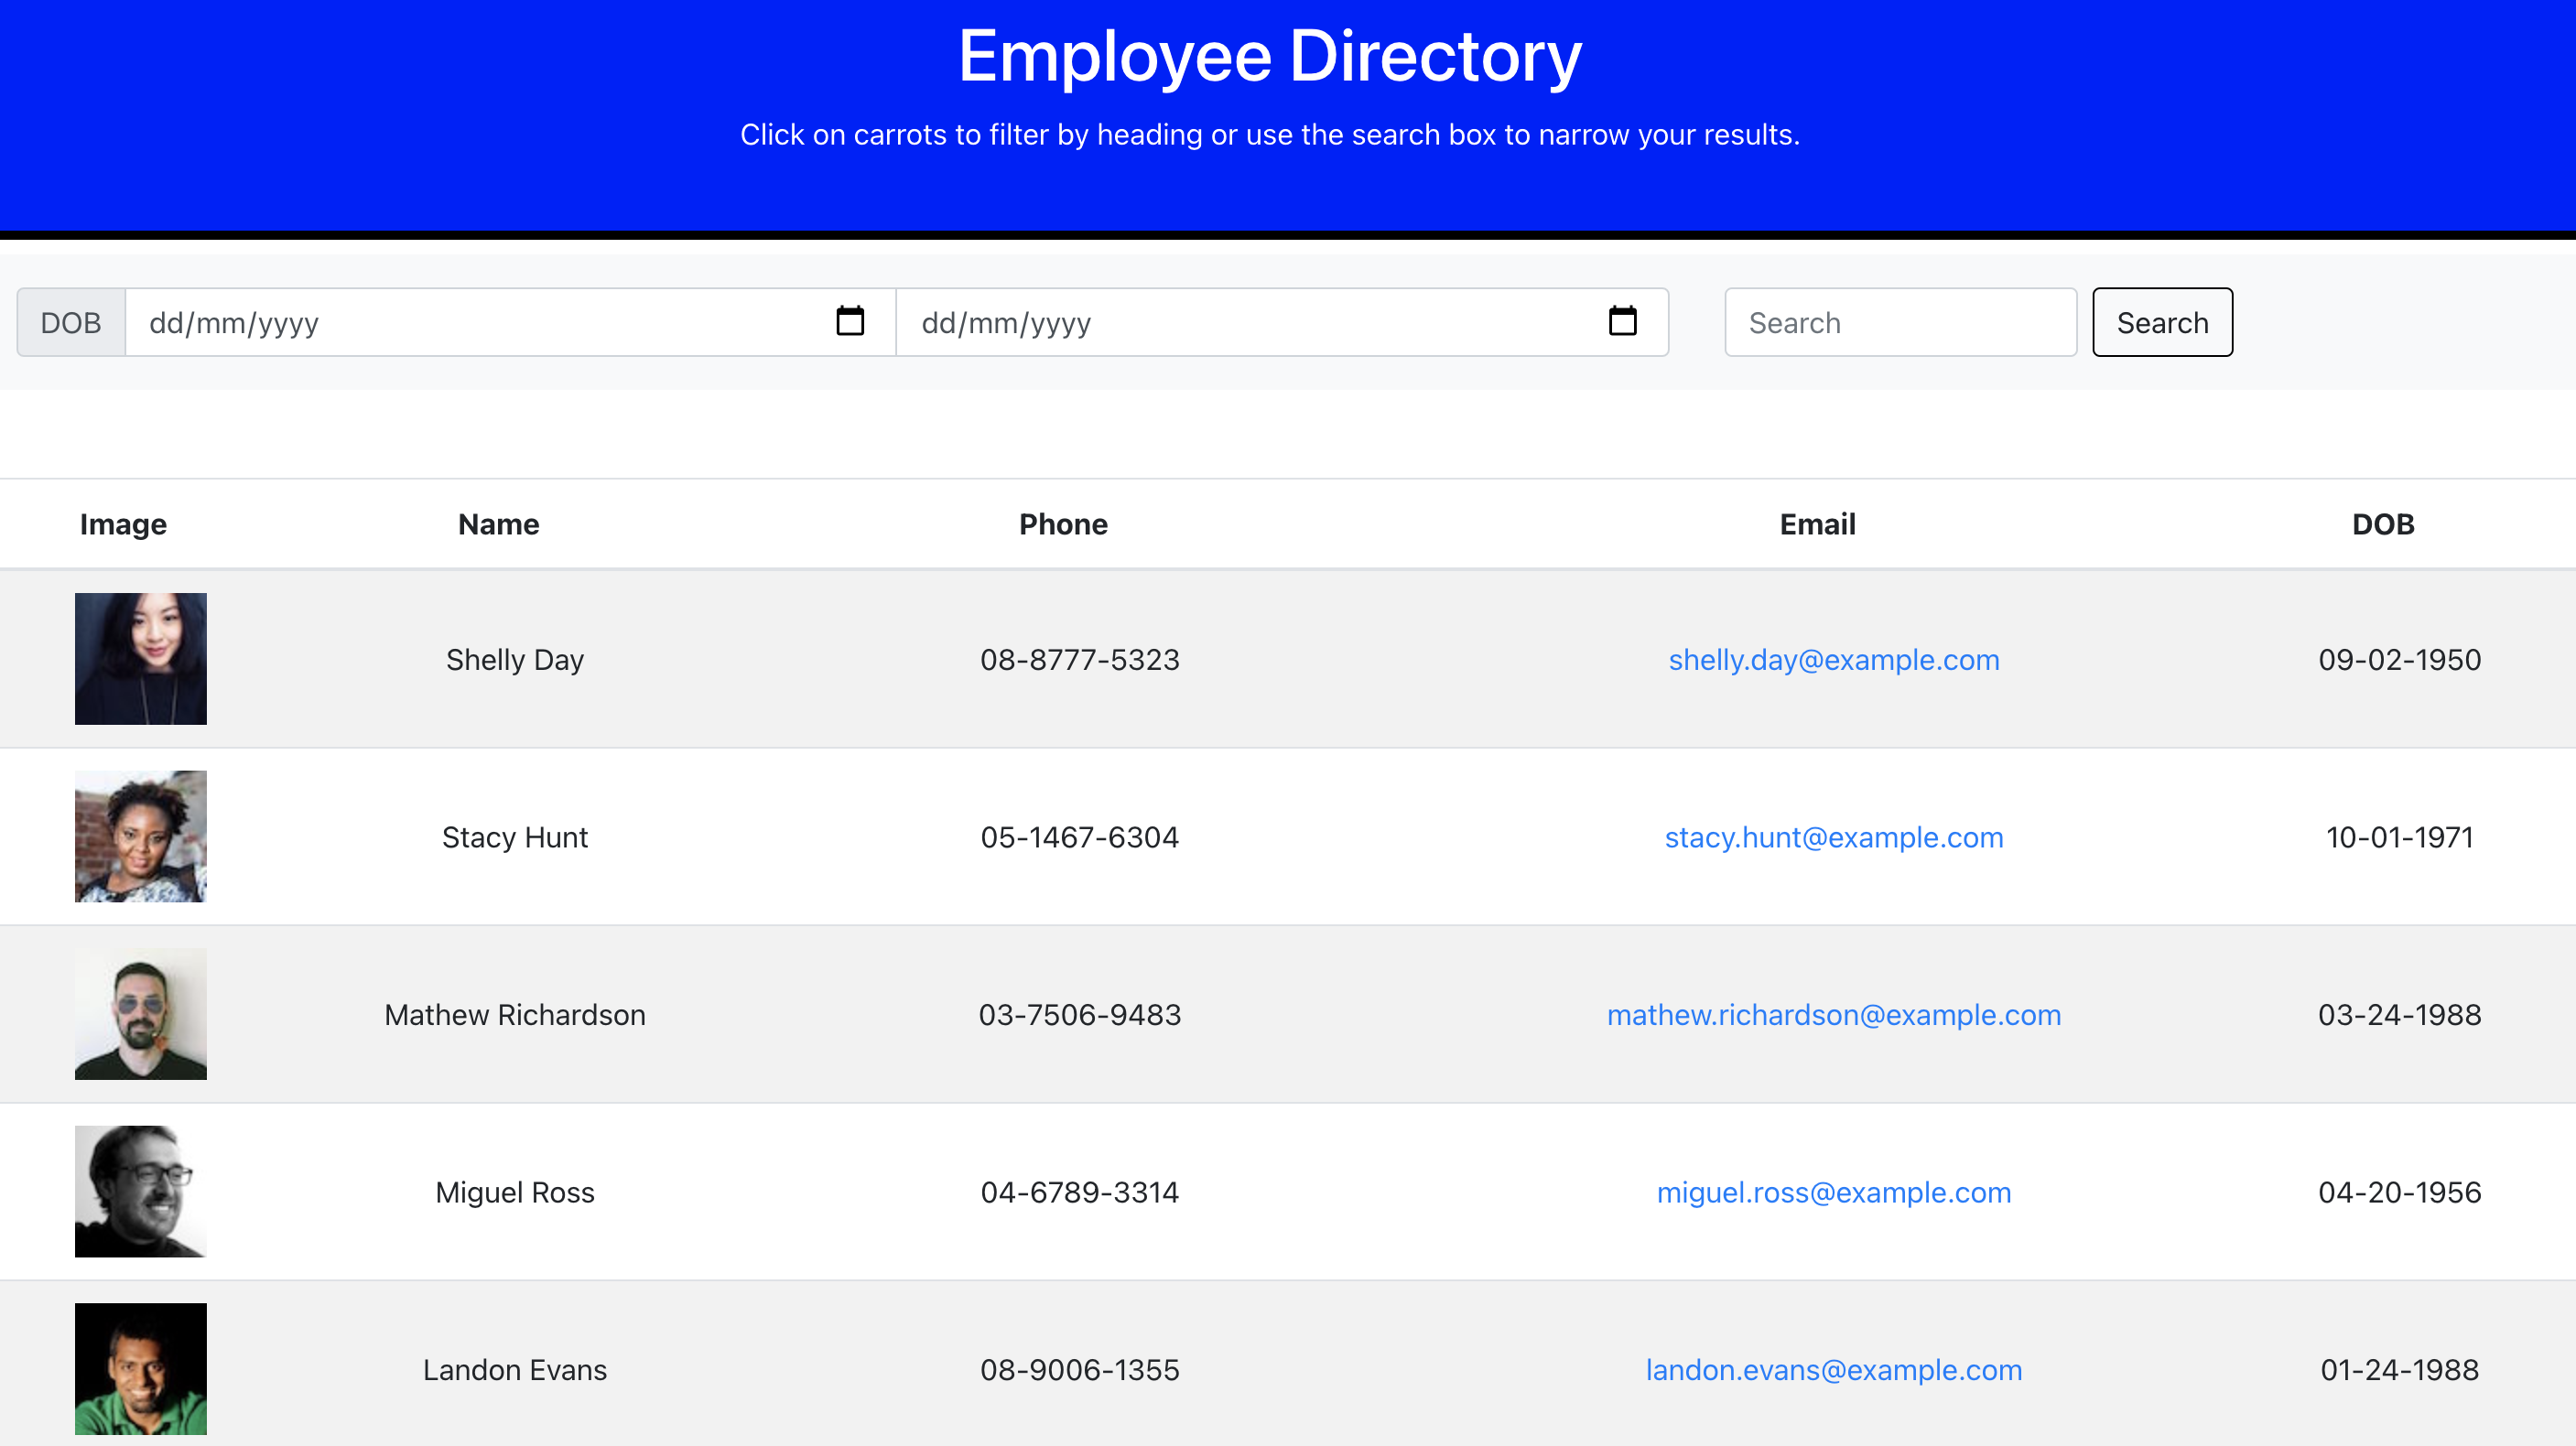 Employee Directory
Click on carrots to filter by heading or use the search box to narrow your results.
DOB dd/mm/yyyy dd/mm/yyyy Search Search
Image Name Phone Email DOB
Shelly Day 08-8777-5323 shelly.day@example.com 09-02-1950
Stacy Hunt 05-1467-6304 stacy.hunt@example.com 10-01-1971
Mathew Richardson 03-7506-9483 mathew.richardson@example.com 03-24-1988
Miguel Ross 04-6789-3314 miguel.ross@example.com 04-20-1956
Landon Evans 08-9006-1355 landon.evans@example.com 01-24-1988